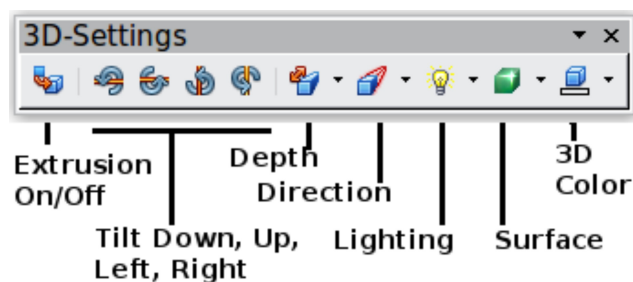 3D-Settings
Extrusion
On/Off
Depth
Direction
3D
Color
Tilt Down, Up,
Left, Right
Lighting
Surface